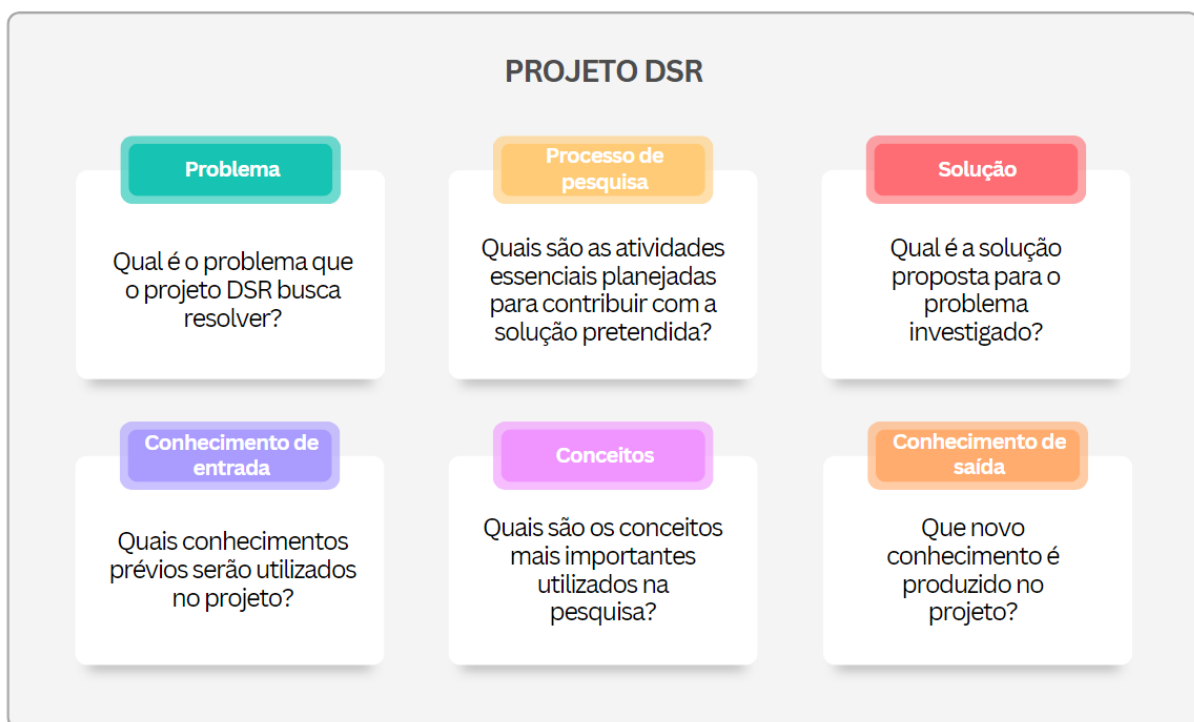 PROJETO DSR
Problema
Qual é o problema que
o projeto DSR busca
resolver?
Processo de
pesquisa
Quais são as atividades
essenciais planejadas
para contribuir com a
solução pretendida?
Solução
Qual é a solução
proposta para o
problema
investigado?
Conhecimento de
entrada
Quais conhecimentos
prévios serão utilizados
no projeto?
Conceitos
Quais são os conceitos
mais importantes
utilizados na
pesquisa?
Conhecimento de
saída
Que novo
conhecimento é
produzido no
projeto?